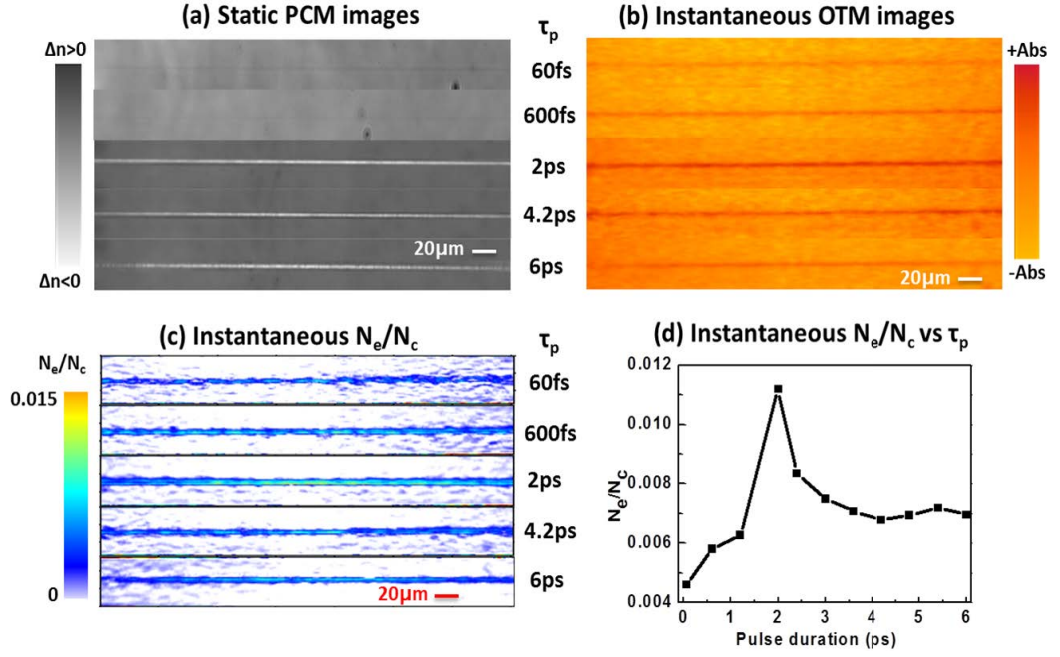 (a) Static PCM images
τp
(b) Instantaneous OTM images
Δn>0
Δn<0
60fs
600fs
2ps
4.2ps
6ps
20μm
+Abs
-Abs
20μm
(c) Instantaneous Ne/Nc
τp
Ne/Nc
0.015
0
60fs
600fs
2ps
4.2ps
6ps
20μm
(d) Instantaneous Ne/Nc vs τp
Ne/Nc
0.012
0.010
0.008
0.006
0.004
0 1 2 3 4 5 6
Pulse duration (ps)